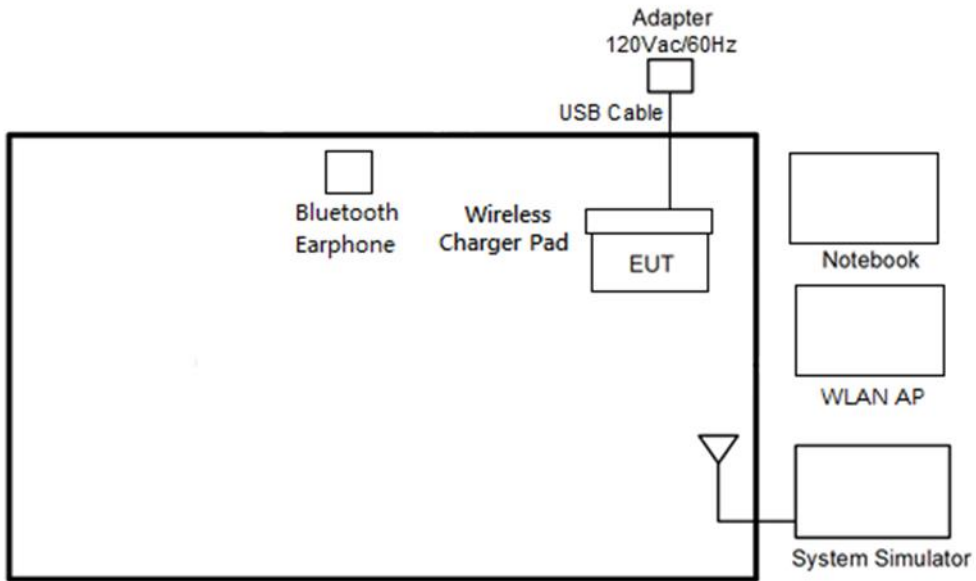 Adapter
120Vac/60Hz
USB Cable
Bluetooth
Earphone
Wireless
Charger Pad
EUT
Notebook
WLAN AP
System Simulator